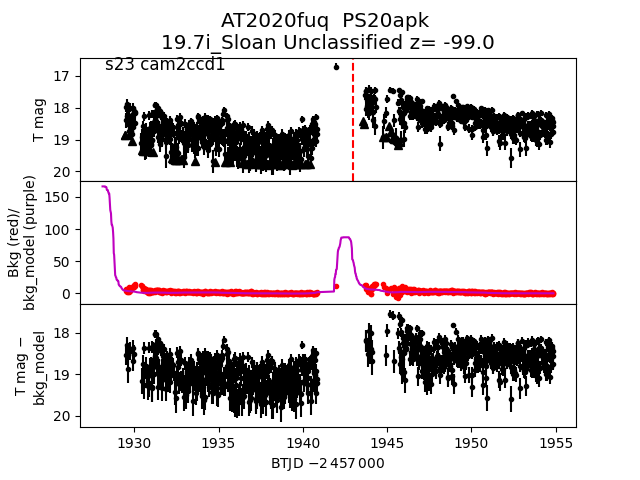 AT2020fuq  PS20apk
19.7i_Sloan Unclassified z= -99.0
s23 cam2ccd1
T mag
17
18
19
20
Bkg (red)/
bkg_model (purple)
150
100
50
0
T mag −
bkg_model
18
19
20
1930 1935 1940 1945 1950 1955
BTJD −2 457 000